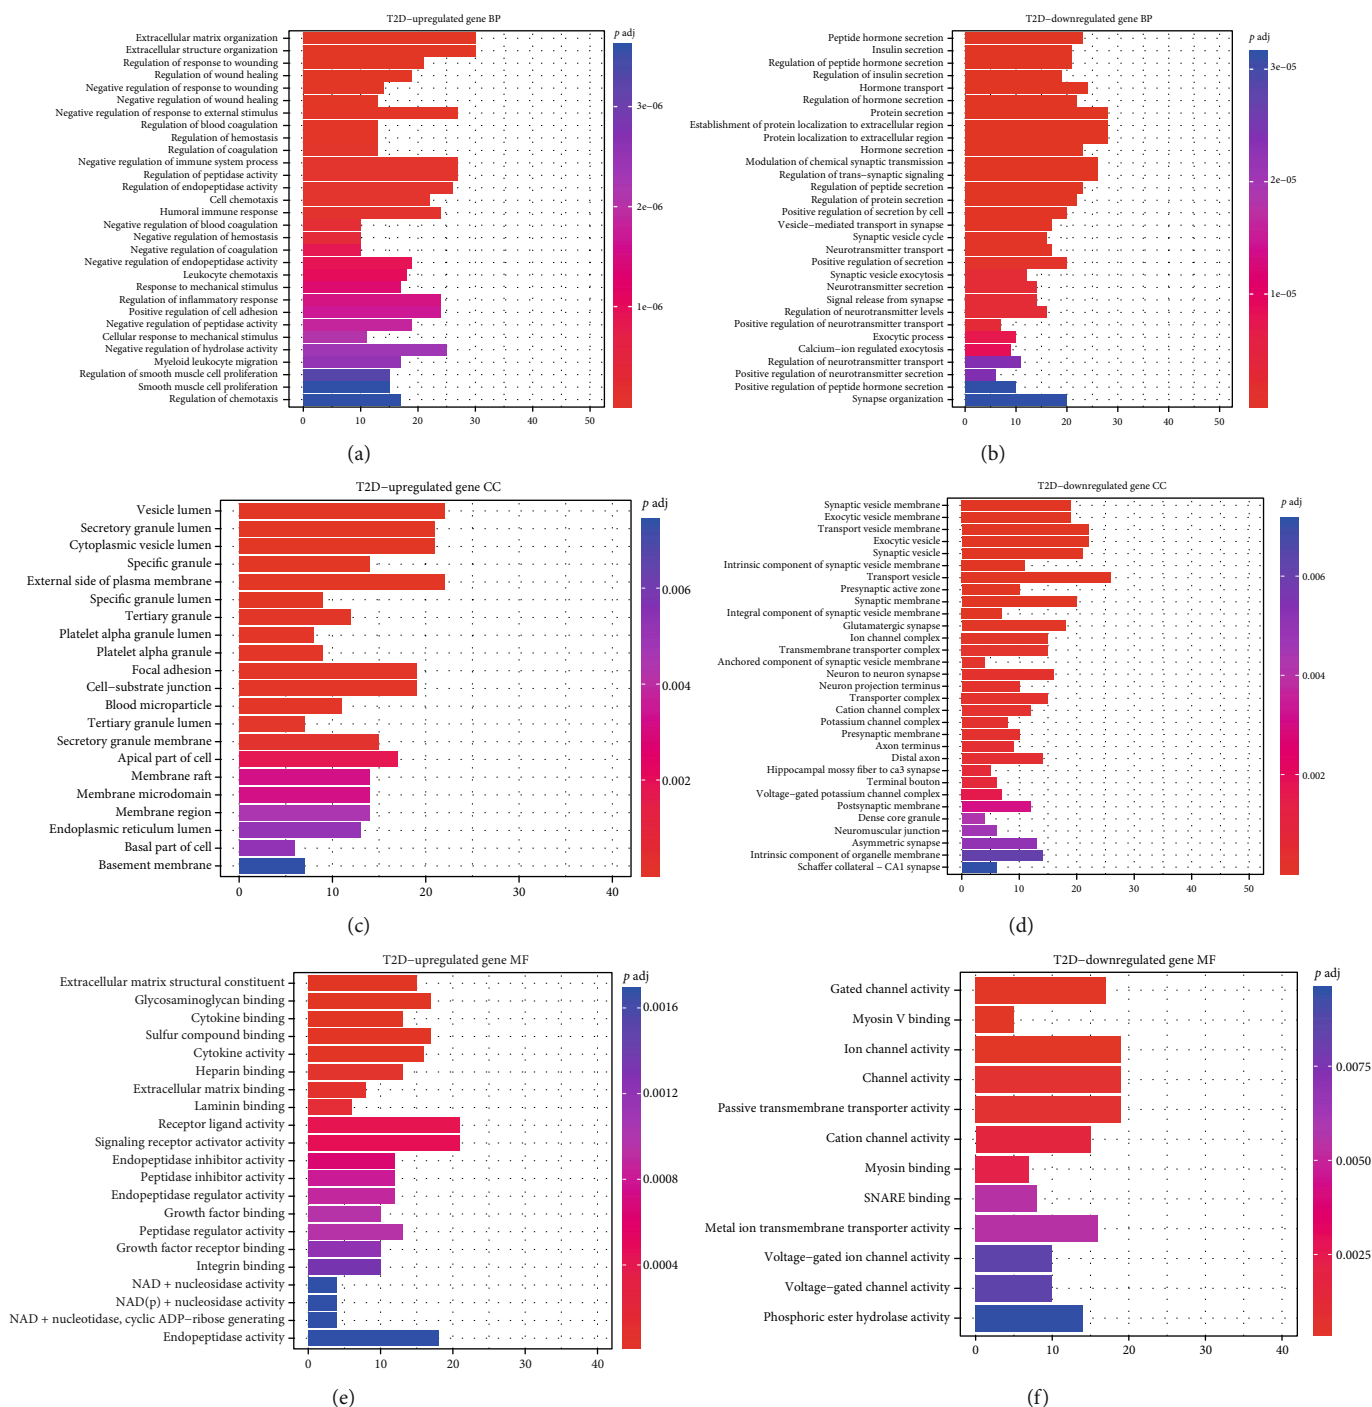 T2D−upregulated gene BP
p adj
Extracellular matrix organization
Extracellular structure organization
Regulation of response to wounding
Regulation of wound healing
Negative regulation of response to wounding
Negative regulation of wound healing
Negative regulation of response to external stimulus
Regulation of blood coagulation
Regulation of hemostasis
Regulation of coagulation
Negative regulation of immune system process
Regulation of peptidase activity
Regulation of endopeptidase activity
Cell chemotaxis
Humoral immune response
Negative regulation of blood coagulation
Negative regulation of hemostasis
Negative regulation of coagulation
Negative regulation of endopeptidase activity
Leukocyte chemotaxis
Response to mechanical stimulus
Regulation of inflammatory response
Positive regulation of cell adhesion
Negative regulation of peptidase activity
Cellular response to mechanical stimulus
Negative regulation of hydrolase activity
Myeloid leukocyte migration
Regulation of smooth muscle cell proliferation
Smooth muscle cell proliferation
Regulation of chemotaxis
3e−06
2e−06
1e−06
0 10 20 30 40 50
(a)
T2D−downregulated gene BP
p adj
Peptide hormone secretion
Insulin secretion
Regulation of peptide hormone secretion
Regulation of insulin secretion
Hormone transport
Regulation of hormone secretion
Protein secretion
Establishment of protein localization to extracellular region
Protein localization to extracellular region
Hormone secretion
Modulation of chemical synaptic transmission
Regulation of trans−synaptic signaling
Regulation of peptide secretion
Regulation of protein secretion
Positive regulation of secretion by cell
Vesicle−mediated transport in synapse
Synaptic vesicle cycle
Neurotransmitter transport
Positive regulation of secretion
Synaptic vesicle exocytosis
Neurotransmitter secretion
Signal release from synapse
Regulation of neurotransmitter levels
Positive regulation of neurotransmitter transport
Exocytic process
Calcium−ion regulated exocytosis
Regulation of neurotransmitter transport
Positive regulation of neurotransmitter secretion
Positive regulation of peptide hormone secretion
Synapse organization
3e−05
2e−05
1e−05
0 10 20 30 40 50
(b)
T2D−upregulated gene CC
p adj
Vesicle lumen
Secretory granule lumen
Cytoplasmic vesicle lumen
Specific granule
External side of plasma membrane
Specific granule lumen
Tertiary granule
Platelet alpha granule lumen
Platelet alpha granule
Focal adhesion
Cell−substrate junction
Blood microparticle
Tertiary granule lumen
Secretory granule membrane
Apical part of cell
Membrane raft
Membrane microdomain
Membrane region
Endoplasmic reticulum lumen
Basal part of cell
Basement membrane
0.006
0.004
0.002
0 10 20 30 40
(c)
T2D−downregulated gene CC
p adj
Synaptic vesicle membrane
Exocytic vesicle membrane
Transport vesicle membrane
Exocytic vesicle
Synaptic vesicle
Intrinsic component of synaptic vesicle membrane
Transport vesicle
Presynaptic active zone
Synaptic membrane
Integral component of synaptic vesicle membrane
Glutamatergic synapse
Ion channel complex
Transmembrane transporter complex
Anchored component of synaptic vesicle membrane
Neuron to neuron synapse
Neuron projection terminus
Transporter complex
Cation channel complex
Potassium channel complex
Presynaptic membrane
Axon terminus
Distal axon
Hippocampal mossy fiber to ca3 synapse
Terminal bouton
Voltage−gated potassium channel complex
Postsynaptic membrane
Dense core granule
Neuromuscular junction
Asymmetric synapse
Intrinsic component of organelle membrane
Schaffer collateral − CA1 synapse
0.006
0.004
0.002
0 10 20 30 40 50
(d)
T2D−upregulated gene MF
p adj
Extracellular matrix structural constituent
Glycosaminoglycan binding
Cytokine binding
Sulfur compound binding
Cytokine activity
Heparin binding
Extracellular matrix binding
Laminin binding
Receptor ligand activity
Signaling receptor activator activity
Endopeptidase inhibitor activity
Peptidase inhibitor activity
Endopeptidase regulator activity
Growth factor binding
Peptidase regulator activity
Growth factor receptor binding
Integrin binding
NAD + nucleosidase activity
NAD(p) + nucleosidase activity
NAD + nucleotidase, cyclic ADP−ribose generating
Endopeptidase activity
0.0016
0.0012
0.0008
0.0004
0 10 20 30 40
(e)
T2D−downregulated gene MF
p adj
Gated channel activity
Myosin V binding
Ion channel activity
Channel activity
Passive transmembrane transporter activity
Cation channel activity
Myosin binding
SNARE binding
Metal ion transmembrane transporter activity
Voltage−gated ion channel activity
Voltage−gated channel activity
Phosphoric ester hydrolase activity
0.0075
0.0050
0.0025
0 10 20 30 40
(f)